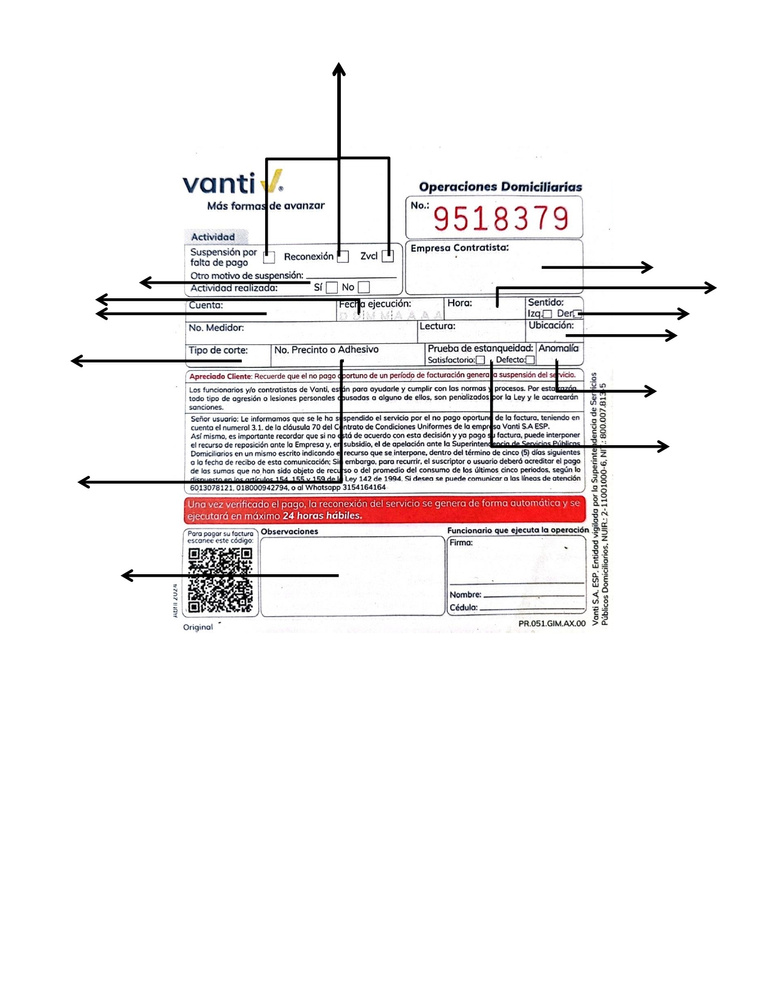 vanti
Más formas de avanzar
Operaciones Domiciliarias
No.: 9518379
Actividad
Suspensión por falta de pago
Reconexión
Zvcl
Otro motivo de suspensión:
Actividad realizada: Sí No
Empresa Contratista:
Cuenta:
Fecha ejecución:
D D M M A A A A
Hora:
Sentido:
Izq. Der.
No. Medidor:
Lectura:
Ubicación:
Tipo de corte:
No. Precinto o Adhesivo
Prueba de estanqueidad:
Satisfactorio: Defecto:
Anomalía
Apreciado Cliente: Recuerde que el no pago oportuno de un período de facturación genera la suspensión del servicio.
Los funcionarios y/o contratistas de Vanti, están para ayudarle y cumplir con las normas y procesos. Por esta razón,
todo tipo de agresión o lesiones personales causadas a alguno de ellos, son penalizados por la Ley y le acarrearán
sanciones.
Señor usuario: Le informamos que se le ha suspendido el servicio por el no pago oportuno de la factura, teniendo en
cuenta el numeral 3.1. de la cláusula 70 del Contrato de Condiciones Uniformes de la empresa Vanti S.A ESP.
Así mismo, es importante recordar que si no está de acuerdo con esta decisión y ya pago su factura, puede interponer
el recurso de reposición ante la Empresa y, en subsidio, el de apelación ante la Superintendencia de Servicios Públicos
Domiciliarios en un mismo escrito indicando el recurso que se interpone, dentro del término de cinco (5) días siguientes
a la fecha de recibo de esta comunicación; Sin embargo, para recurrir, el suscriptor o usuario deberá acreditar el pago
de las sumas que no han sido objeto de recurso o del promedio del consumo de los últimos cinco periodos, según lo
dispuesto en los artículos 154, 155 y 159 de la Ley 142 de 1994. Si desea se puede comunicar a las líneas de atención
6013078121, 018000942794, o al Whatsapp 3154164164
Una vez verificado el pago, la reconexión del servicio se genera de forma automática y se
ejecutará en máximo 24 horas hábiles.
Para pagar su factura
escanee este código:
Observaciones
Funcionario que ejecuta la operación
Firma:
Nombre:
Cédula:
Original
PR.051.GIM.AX.00
Vanti S.A. ESP. Entidad vigilada por la Superintendencia de Servicios
Públicos Domiciliarios, NUIR.: 2-11001000-6, NIT.: